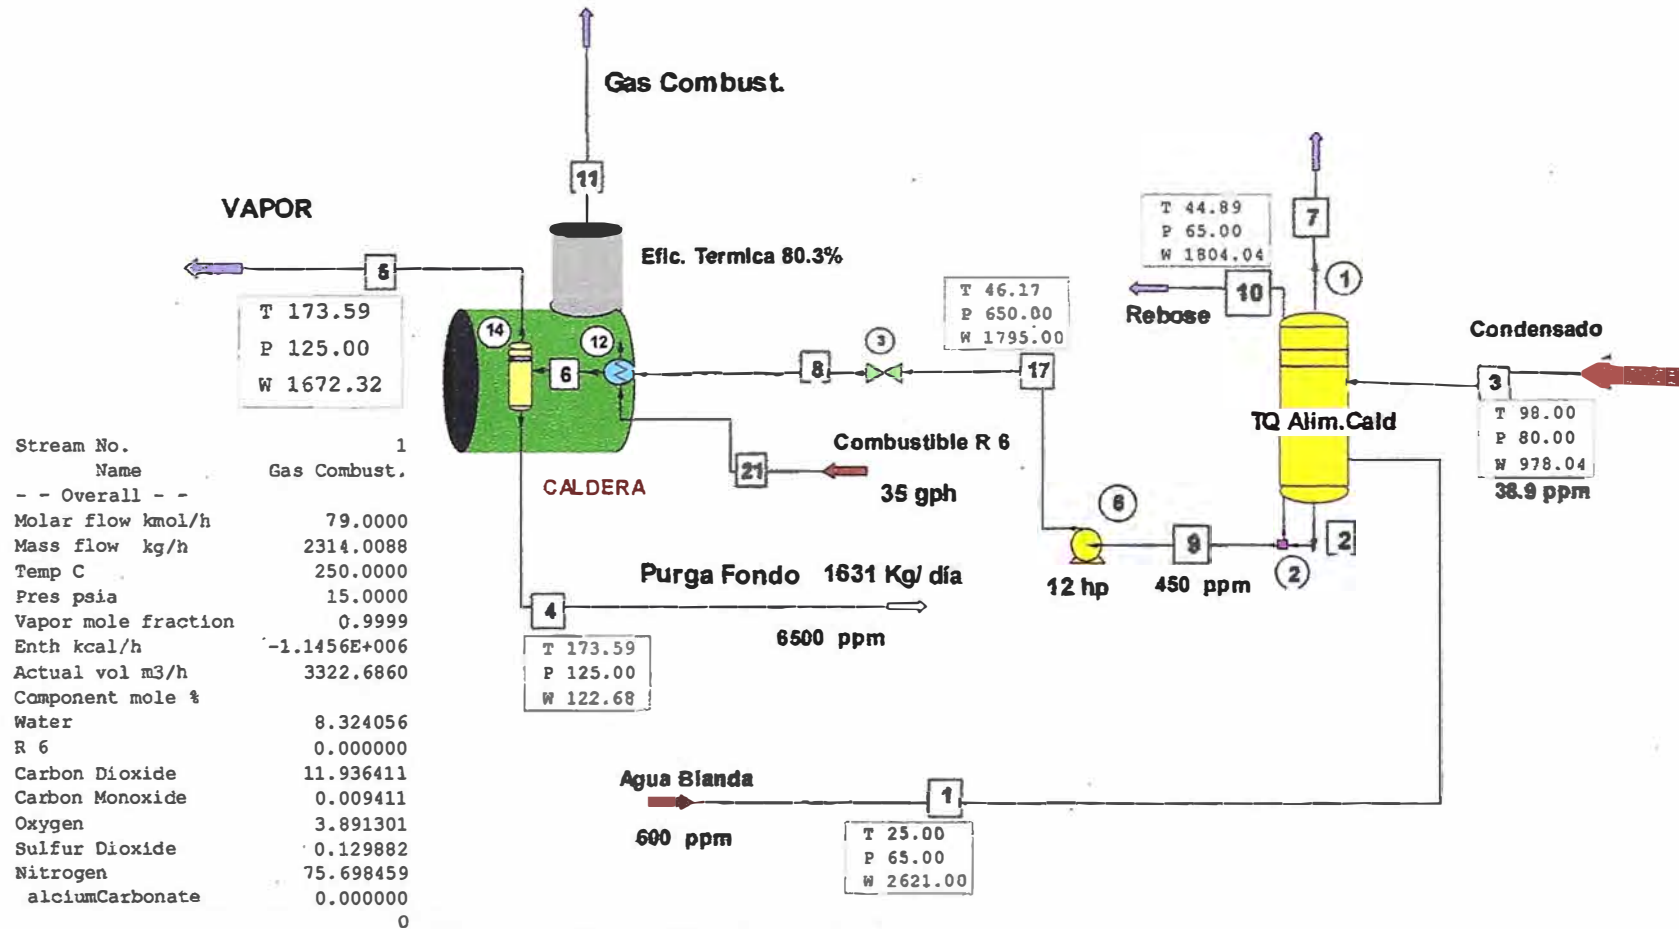 Gas Combust.
11
VAPOR
5
T 173.59
P 125.00
W 1672.32
Efic. Termica 80.3%
14
12
6
8
3
T 46.17
P 650.00
W 1795.00
17
T 44.89
P 65.00
W 1804.04
7
1
10
Rebose
Condensado
3
T 98.00
P 80.00
W 978.04
38.9 ppm
TQ Alim.Cald
Combustible R 6
21
35 gph
CALDERA
6
12 hp
9
450 ppm
2
2
Purga Fondo 1631 Kg/ día
4
6500 ppm
T 173.59
P 125.00
W 122.68
Agua Blanda
1
600 ppm
T 25.00
P 65.00
W 2621.00
Stream No. 1
Name Gas Combust.
- - Overall - -
Molar flow kmol/h 79.0000
Mass flow kg/h 2314.0088
Temp C 250.0000
Pres psia 15.0000
Vapor mole fraction 0.9999
Enth kcal/h -1.1456E+006
Actual vol m3/h 3322.6860
Component mole %
Water 8.324056
R 6 0.000000
Carbon Dioxide 11.936411
Carbon Monoxide 0.009411
Oxygen 3.891301
Sulfur Dioxide 0.129882
Nitrogen 75.698459
alciumCarbonate 0.000000
0